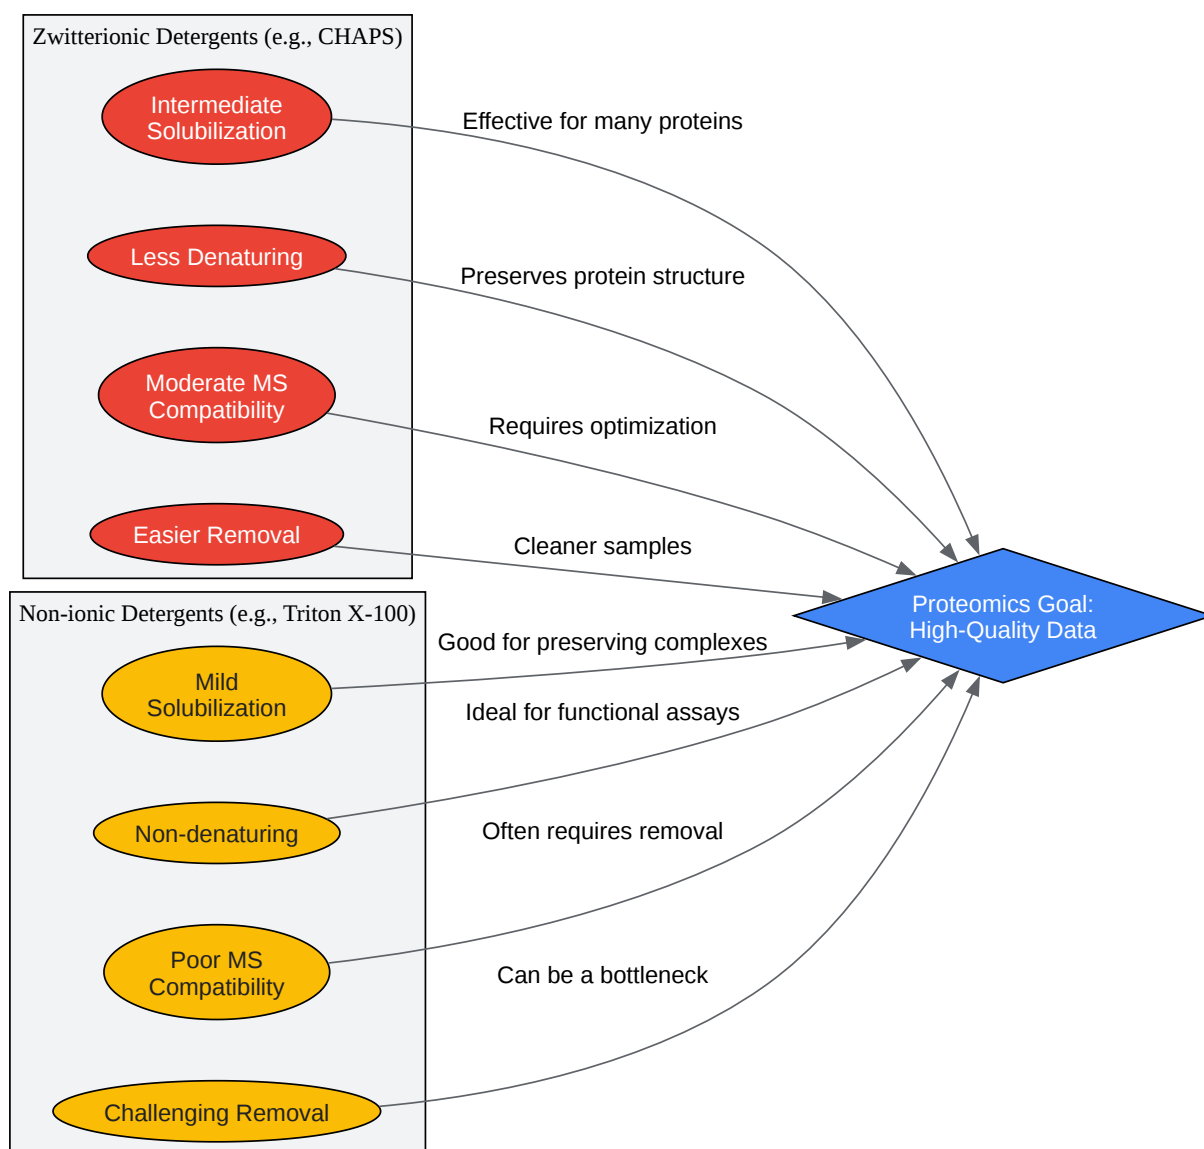 Zwitterionic Detergents (e.g., CHAPS)
Intermediate
Solubilization
Effective for many proteins
Less Denaturing
Preserves protein structure
Moderate MS
Compatibility
Requires optimization
Easier Removal
Cleaner samples
Proteomics Goal:
High-Quality Data
Non-ionic Detergents (e.g., Triton X-100)
Mild
Solubilization
Good for preserving complexes
Non-denaturing
Ideal for functional assays
Poor MS
Compatibility
Often requires removal
Challenging Removal
Can be a bottleneck